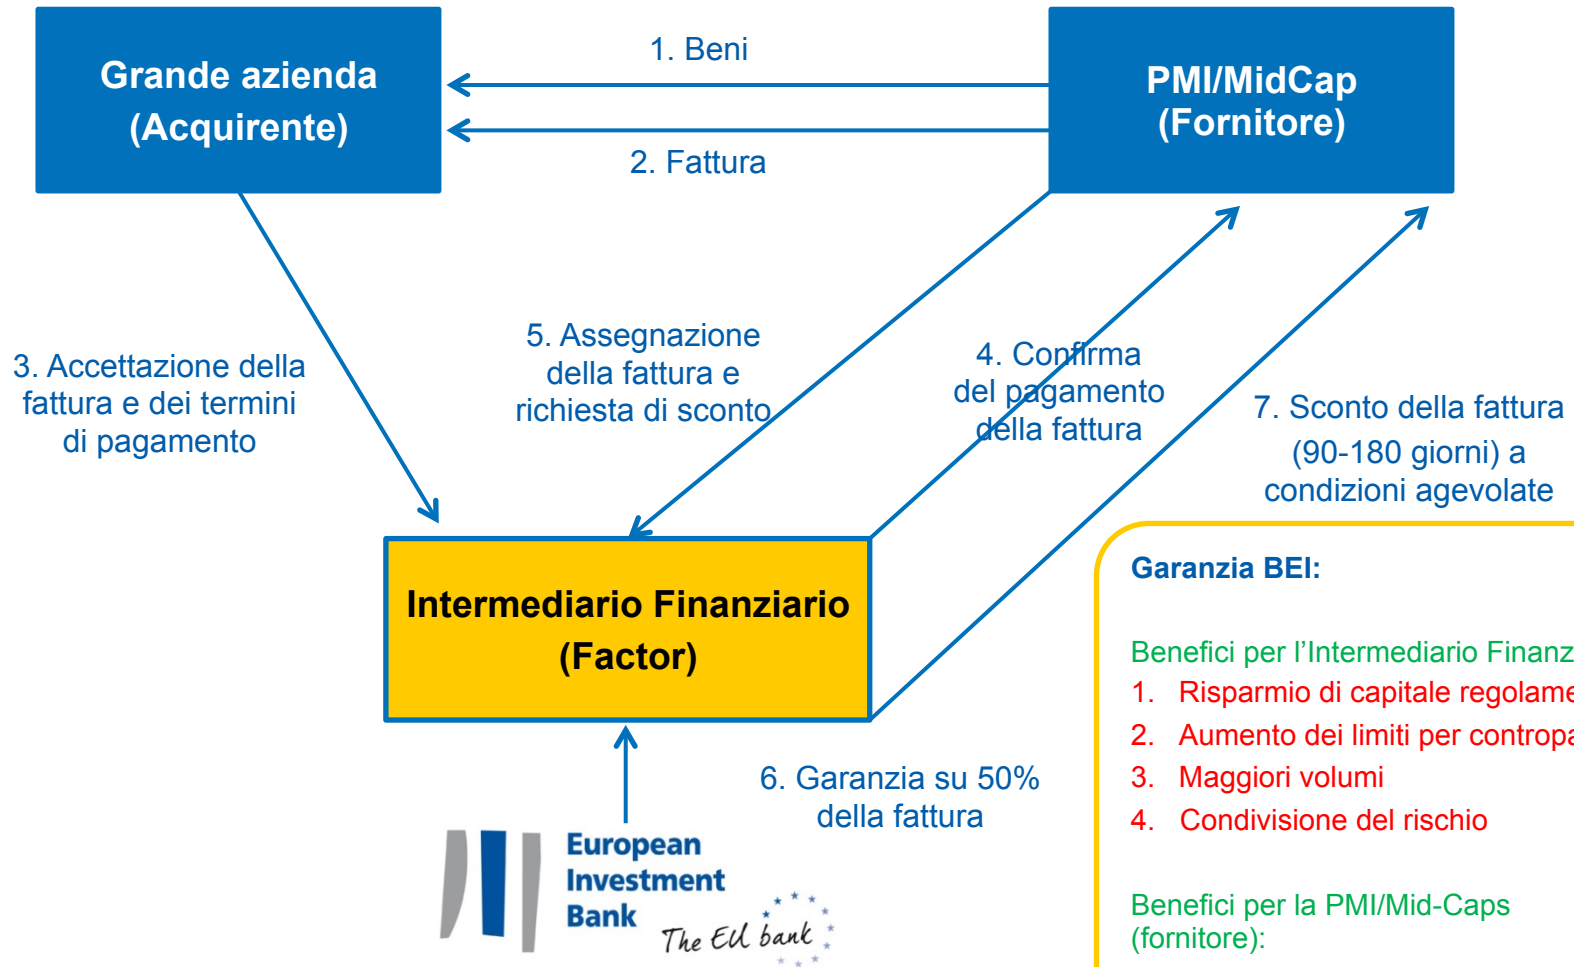 Grande azienda
(Acquirente)
1. Beni
2. Fattura
PMI/MidCap
(Fornitore)
3. Accettazione della
fattura e dei termini
di pagamento
5. Assegnazione
della fattura e
richiesta di sconto
4. Confirma
del pagamento
della fattura
7. Sconto della fattura
(90-180 giorni) a
condizioni agevolate
Intermediario Finanziario
(Factor)
6. Garanzia su 50%
della fattura
European
Investment
Bank
The EU bank
Garanzia BEI:
Benefici per l’Intermediario
1. Risparmio di capitale
2. Aumento dei limiti per
3. Maggiori volumi
4. Condivisione del rischio
Benefici per la PMI/Mid-Caps
(fornitore):